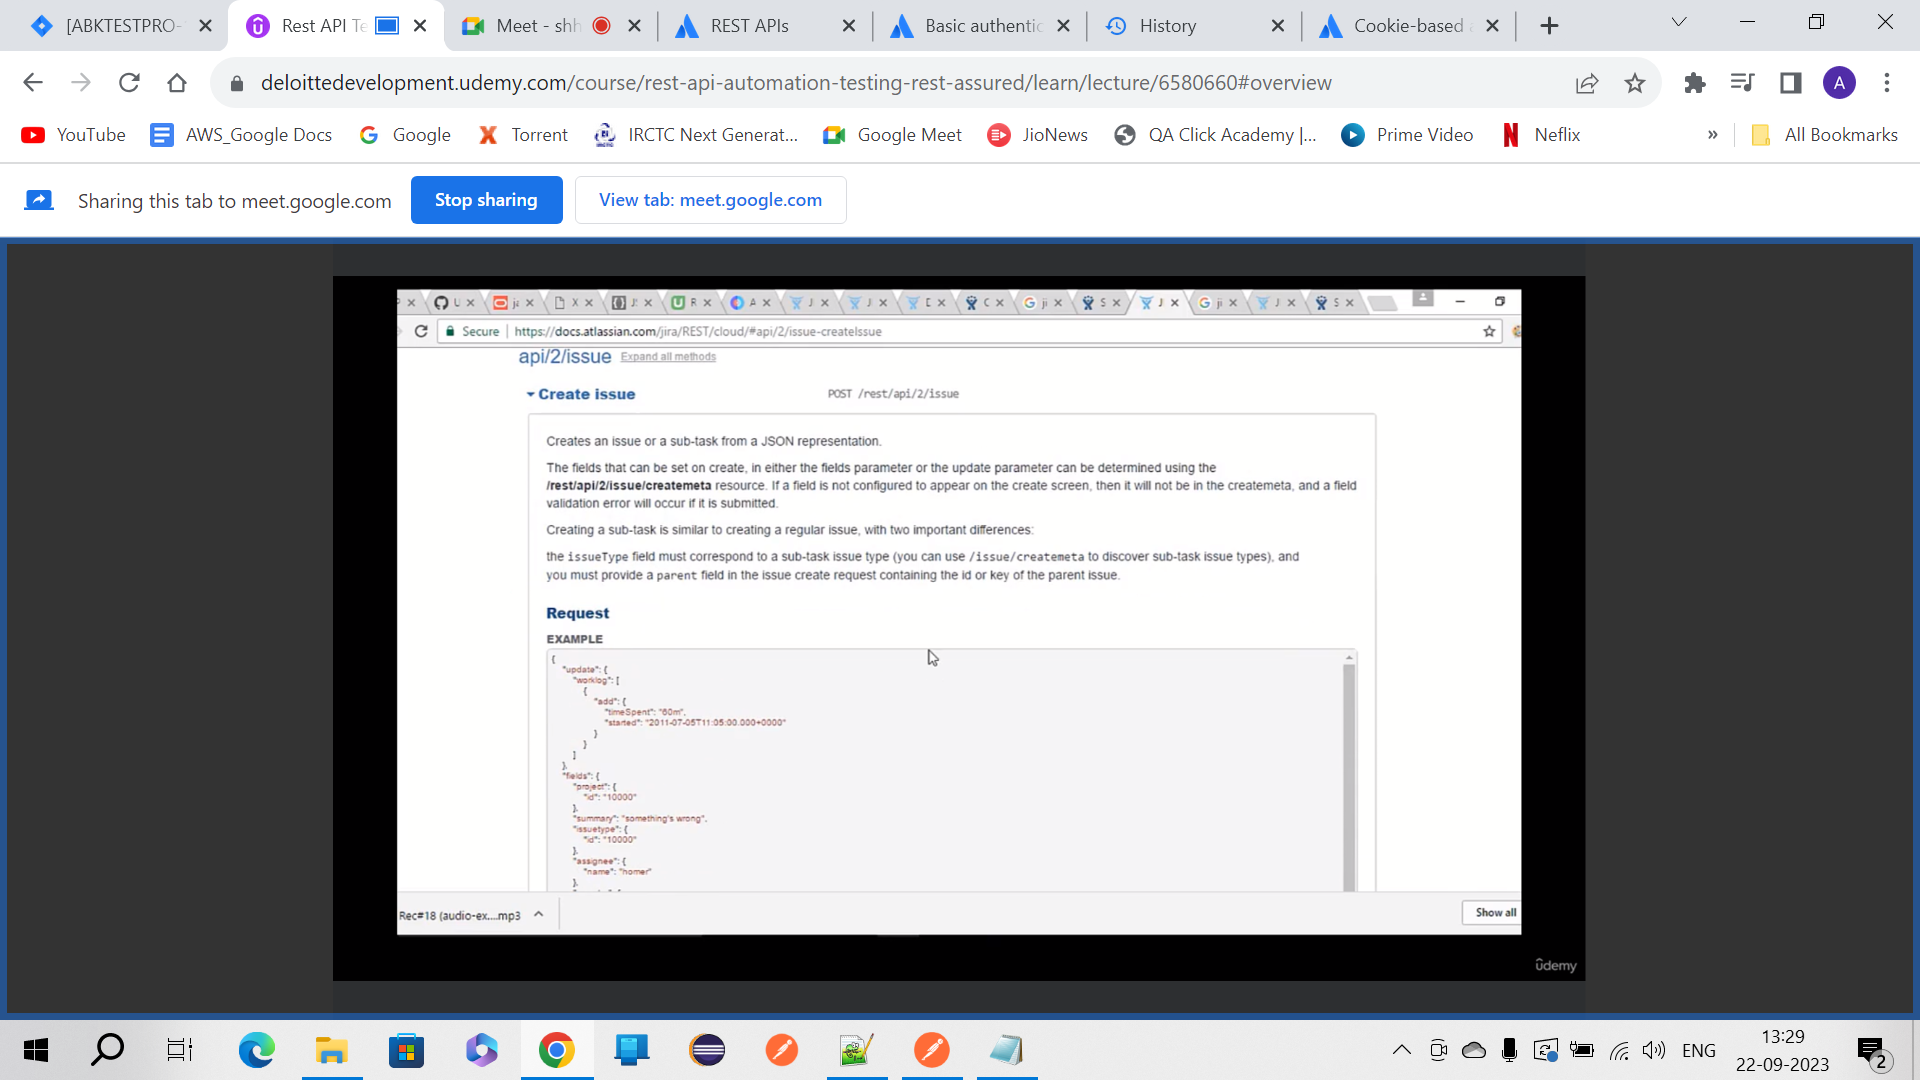 [ABKTESTPRO-
Rest API Te
Meet - shh
REST APIs
Basic authentic
History
Cookie-based a
deloittedevelopment.udemy.com/course/rest-api-automation-testing-rest-assured/learn/lecture/6580660#overview
A
YouTube
AWS_Google Docs
Google
Torrent
IRCTC Next Generat...
Google Meet
JioNews
QA Click Academy |...
Prime Video
Neflix
»
All Bookmarks
Sharing this tab to meet.google.com
Stop sharing
View tab: meet.google.com
Secure
https://docs.atlassian.com/jira/REST/cloud/#api/2/issue-createIssue
api/2/issue Expand all methods
Create issue
POST /rest/api/2/issue
Creates an issue or a sub-task from a JSON representation.
The fields that can be set on create, in either the fields parameter or the update parameter can be determined using the
/rest/api/2/issue/createmeta resource. If a field is not configured to appear on the create screen, then it will not be in the createmeta, and a field
validation error will occur if it is submitted.
Creating a sub-task is similar to creating a regular issue, with two important differences:
the issueType field must correspond to a sub-task issue type (you can use /issue/createmeta to discover sub-task issue types), and
you must provide a parent field in the issue create request containing the id or key of the parent issue.
Request
EXAMPLE
{
"update": {
"worklog": [
{
"add": {
"timeSpent": "60m",
"started": "2011-07-05T11:05:00.000+0000"
}
}
]
},
"fields": {
"project": {
"id": "10000"
},
"summary": "something's wrong",
"issuetype": {
"id": "10000"
},
"assignee": {
"name": "homer"
},
Rec#18 (audio-ex....mp3
Show all
ûdemy
ENG
13:29
22-09-2023
2